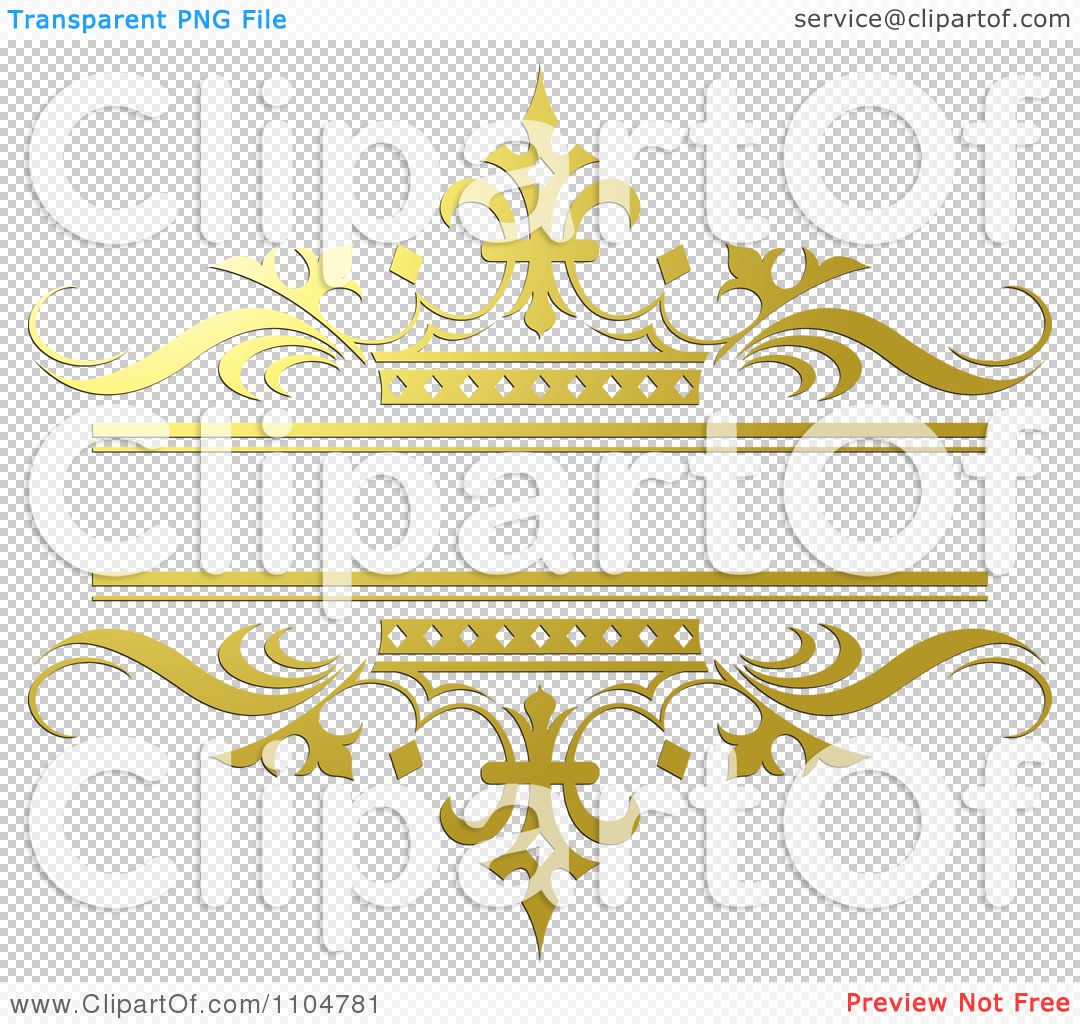 Transparent PNG File
service@clipartof.com
ClipartOf
ClipartOf
ClipartOf
www.ClipartOf.com/1104781
Preview Not Free